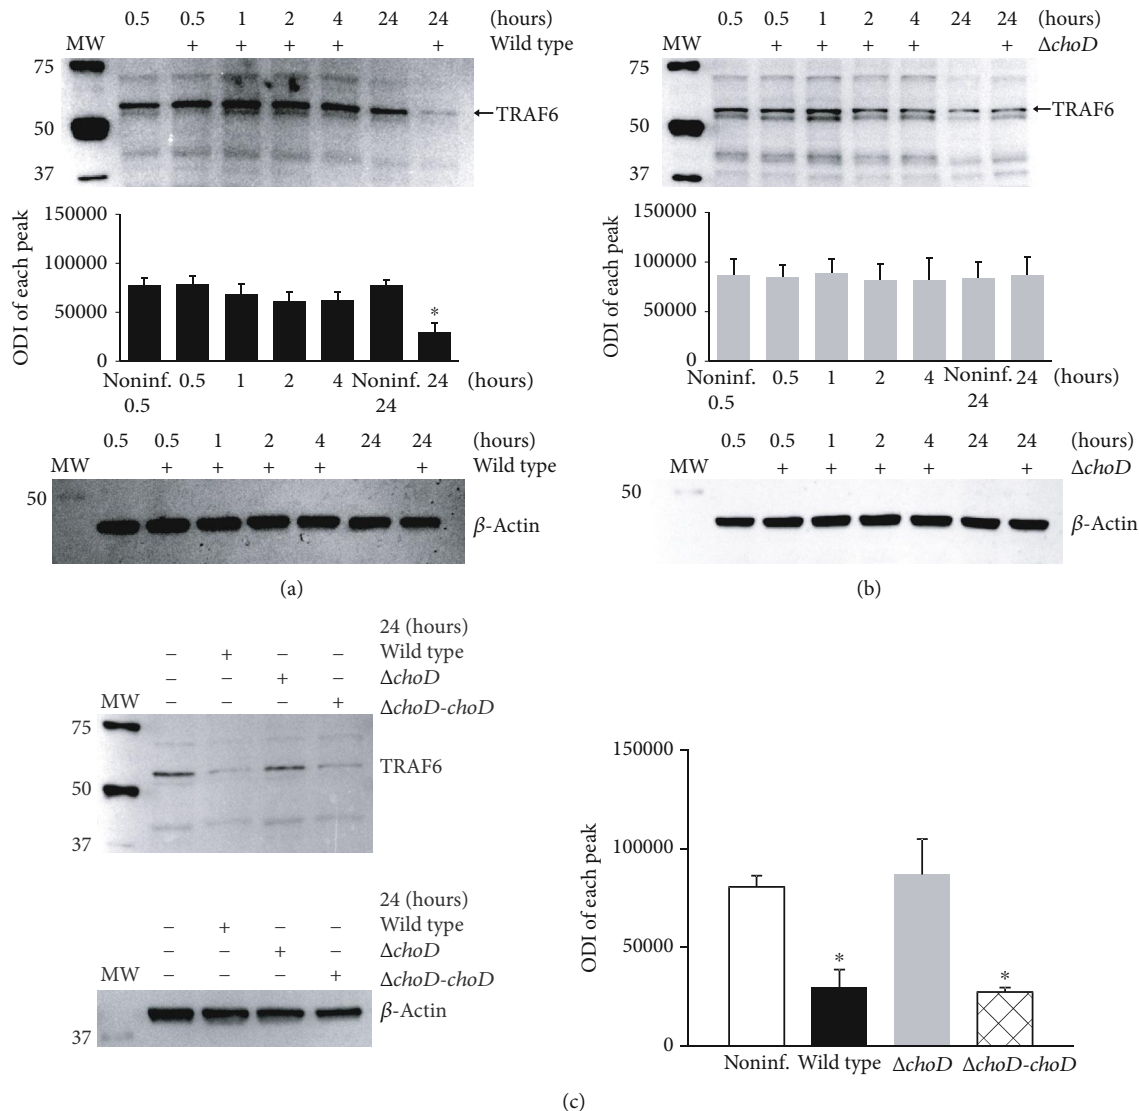 0.5 0.5 1 2 4 24 24 (hours)
MW + + + + + Wild type
75
50
37
←TRAF6
150000
100000
50000
0
ODI of each peak
*
Noninf. 0.5 1 2 4 Noninf. 24 (hours)
0.5 24
0.5 0.5 1 2 4 24 24 (hours)
MW + + + + + Wild type
50
β-Actin
(a)
0.5 0.5 1 2 4 24 24 (hours)
MW + + + + + ΔchoD
75
50
37
←TRAF6
150000
100000
50000
0
ODI of each peak
Noninf. 0.5 1 2 4 Noninf. 24 (hours)
0.5 24
0.5 0.5 1 2 4 24 24 (hours)
MW + + + + + ΔchoD
50
β-Actin
(b)
24 (hours)
– + – – Wild type
– – + – ΔchoD
MW – – – + ΔchoD-choD
75
50
37
TRAF6
24 (hours)
– + – – Wild type
– – + – ΔchoD
MW – – – + ΔchoD-choD
β-Actin
37
150000
100000
50000
0
ODI of each peak
* *
Noninf. Wild type ΔchoD ΔchoD-choD
(c)